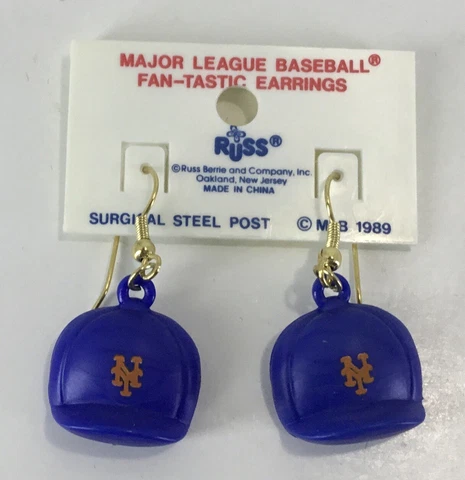 MAJOR LEAGUE BASEBALL®
FAN-TASTIC EARRINGS
RUSS®
©Russ Berrie and Company, Inc.
Oakland, New Jersey
MADE IN CHINA
SURGICAL STEEL POST © MLB 1989
NY NY